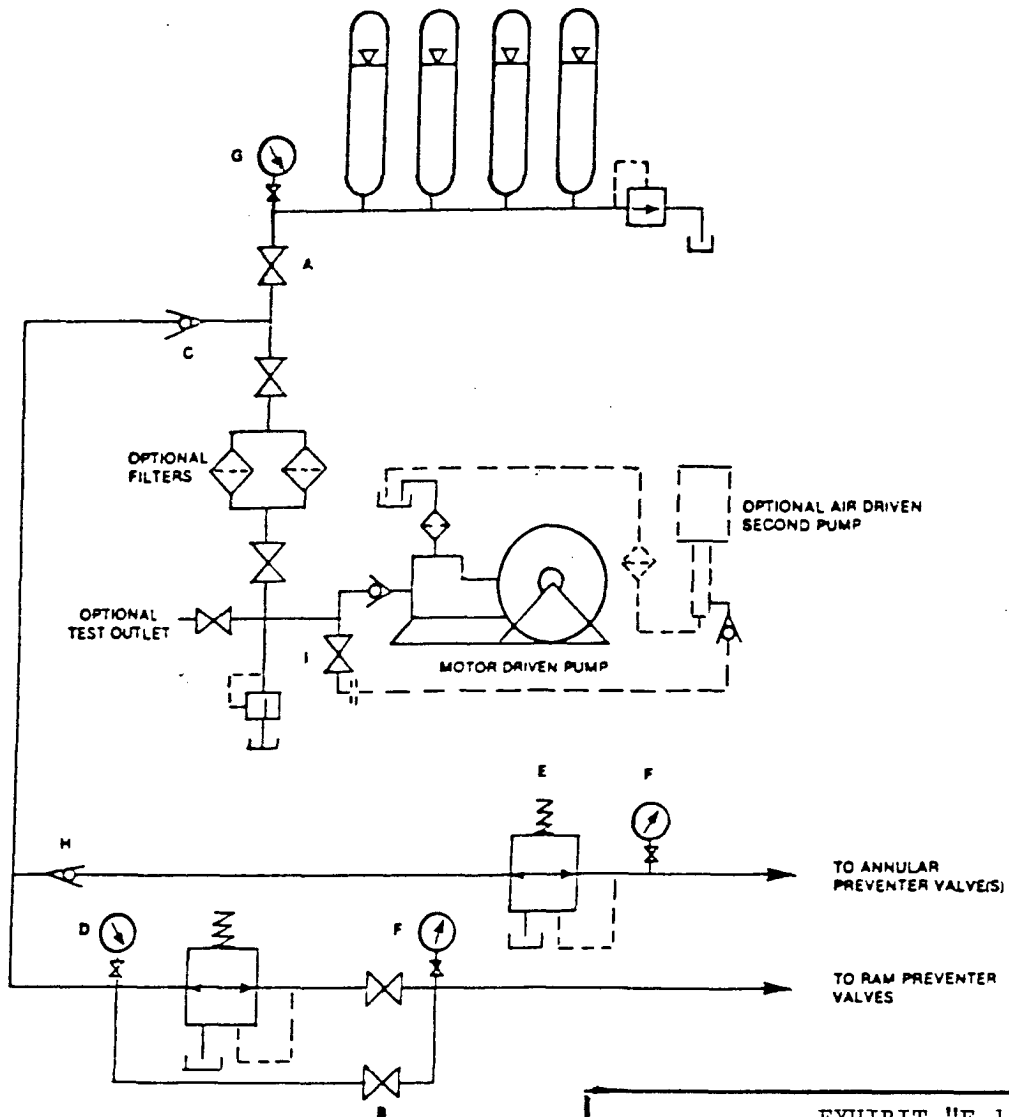 G
A
C
OPTIONAL
FILTERS
OPTIONAL AIR DRIVEN
SECOND PUMP
OPTIONAL
TEST OUTLET
I
MOTOR DRIVEN PUMP
E
F
H
TO ANNULAR
PREVENTER VALVE(S)
D
F
TO RAM PREVENTER
VALVES
B